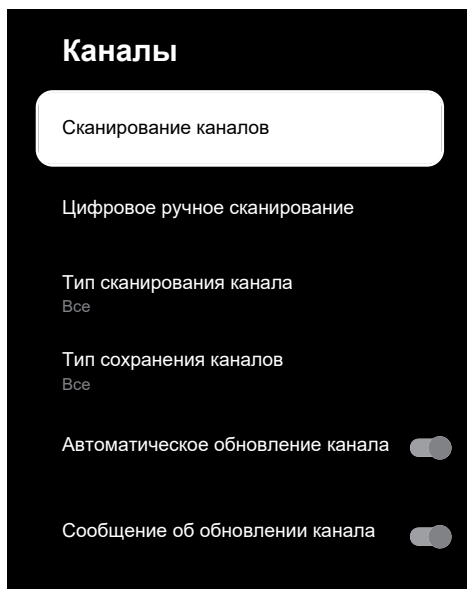 Каналы
Сканирование каналов
Цифровое ручное сканирование
Тип сканирования канала
Все
Тип сохранения каналов
Все
Автоматическое обновление канала
Сообщение об обновлении канала